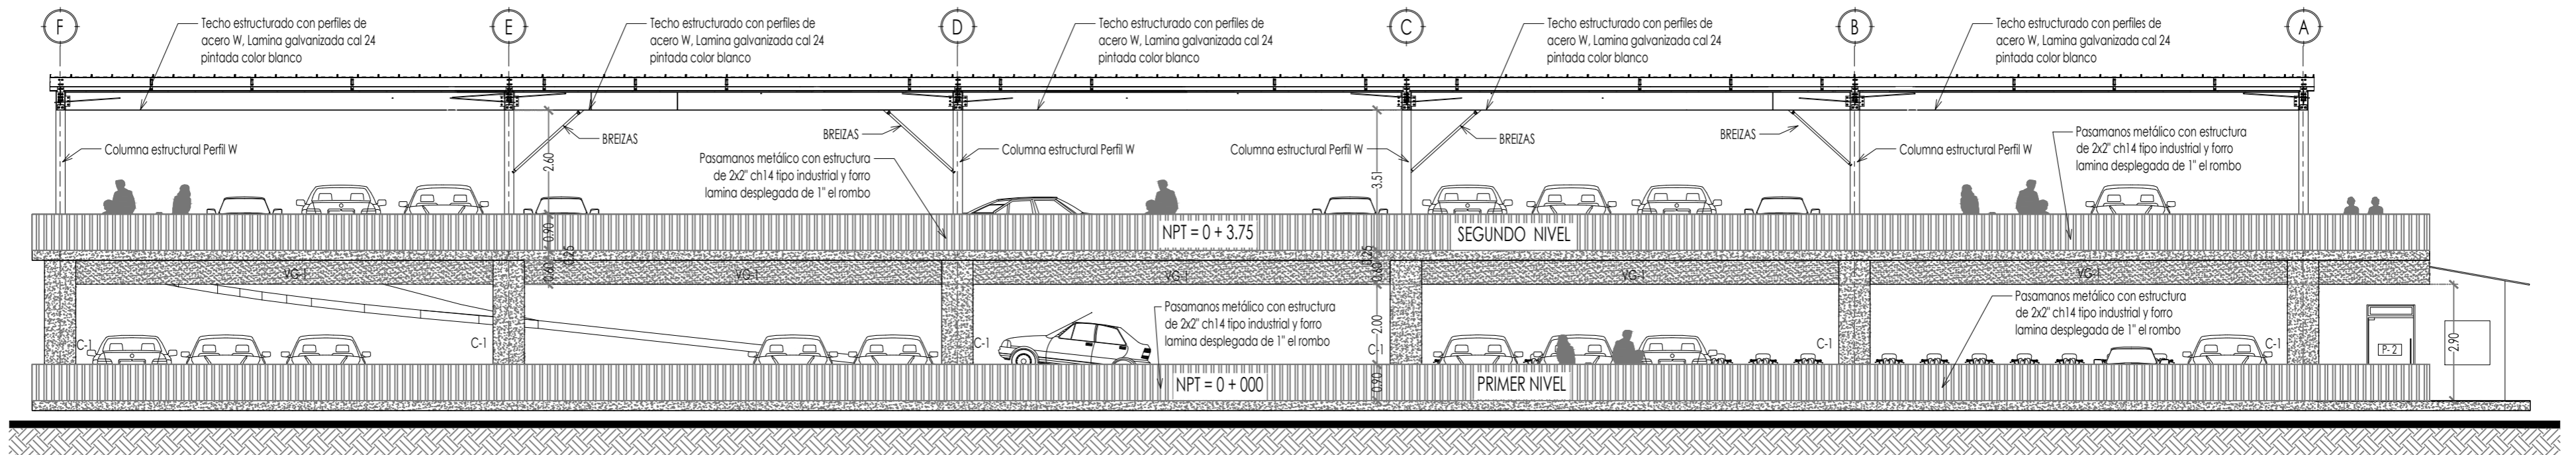 F
E
D
C
B
A
Techo estructurado con perfiles de
acero W, Lamina galvanizada cal 24
pintada color blanco
Techo estructurado con perfiles de
acero W, Lamina galvanizada cal 24
pintada color blanco
Techo estructurado con perfiles de
acero W, Lamina galvanizada cal 24
pintada color blanco
Techo estructurado con perfiles de
acero W, Lamina galvanizada cal 24
pintada color blanco
Techo estructurado con perfiles de
acero W, Lamina galvanizada cal 24
pintada color blanco
Columna estructural Perfil W
BREIZAS
2.60
BREIZAS
Pasamanos metálico con estructura
de 2x2" ch14 tipo industrial y forro
lamina desplegada de 1" el rombo
Columna estructural Perfil W
Columna estructural Perfil W
3.51
BREIZAS
BREIZAS
Columna estructural Perfil W
Pasamanos metálico con estructura
de 2x2" ch14 tipo industrial y forro
lamina desplegada de 1" el rombo
0.90
NPT = 0 + 3.75
SEGUNDO NIVEL
0.25
0.60
0.25
0.60
VG-1
VG-1
VG-1
VG-1
VG-1
Pasamanos metálico con estructura
de 2x2" ch14 tipo industrial y forro
lamina desplegada de 1" el rombo
2.00
Pasamanos metálico con estructura
de 2x2" ch14 tipo industrial y forro
lamina desplegada de 1" el rombo
C-1
C-1
C-1
C-1
C-1
C-1
P-2
2.90
NPT = 0 + 000
0.90
PRIMER NIVEL